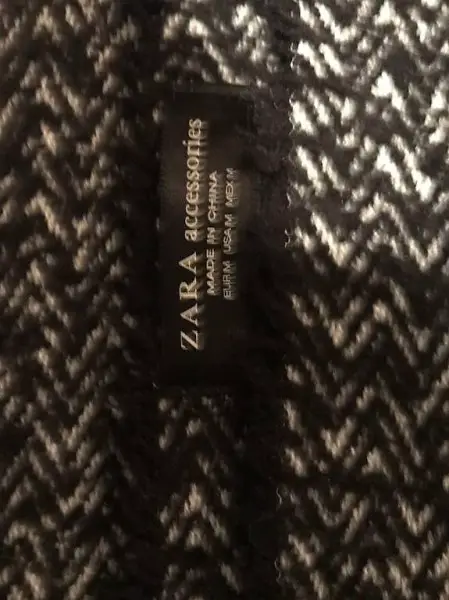 ZARA accessories
MADE IN CHINA
EUR M USA M MEX M